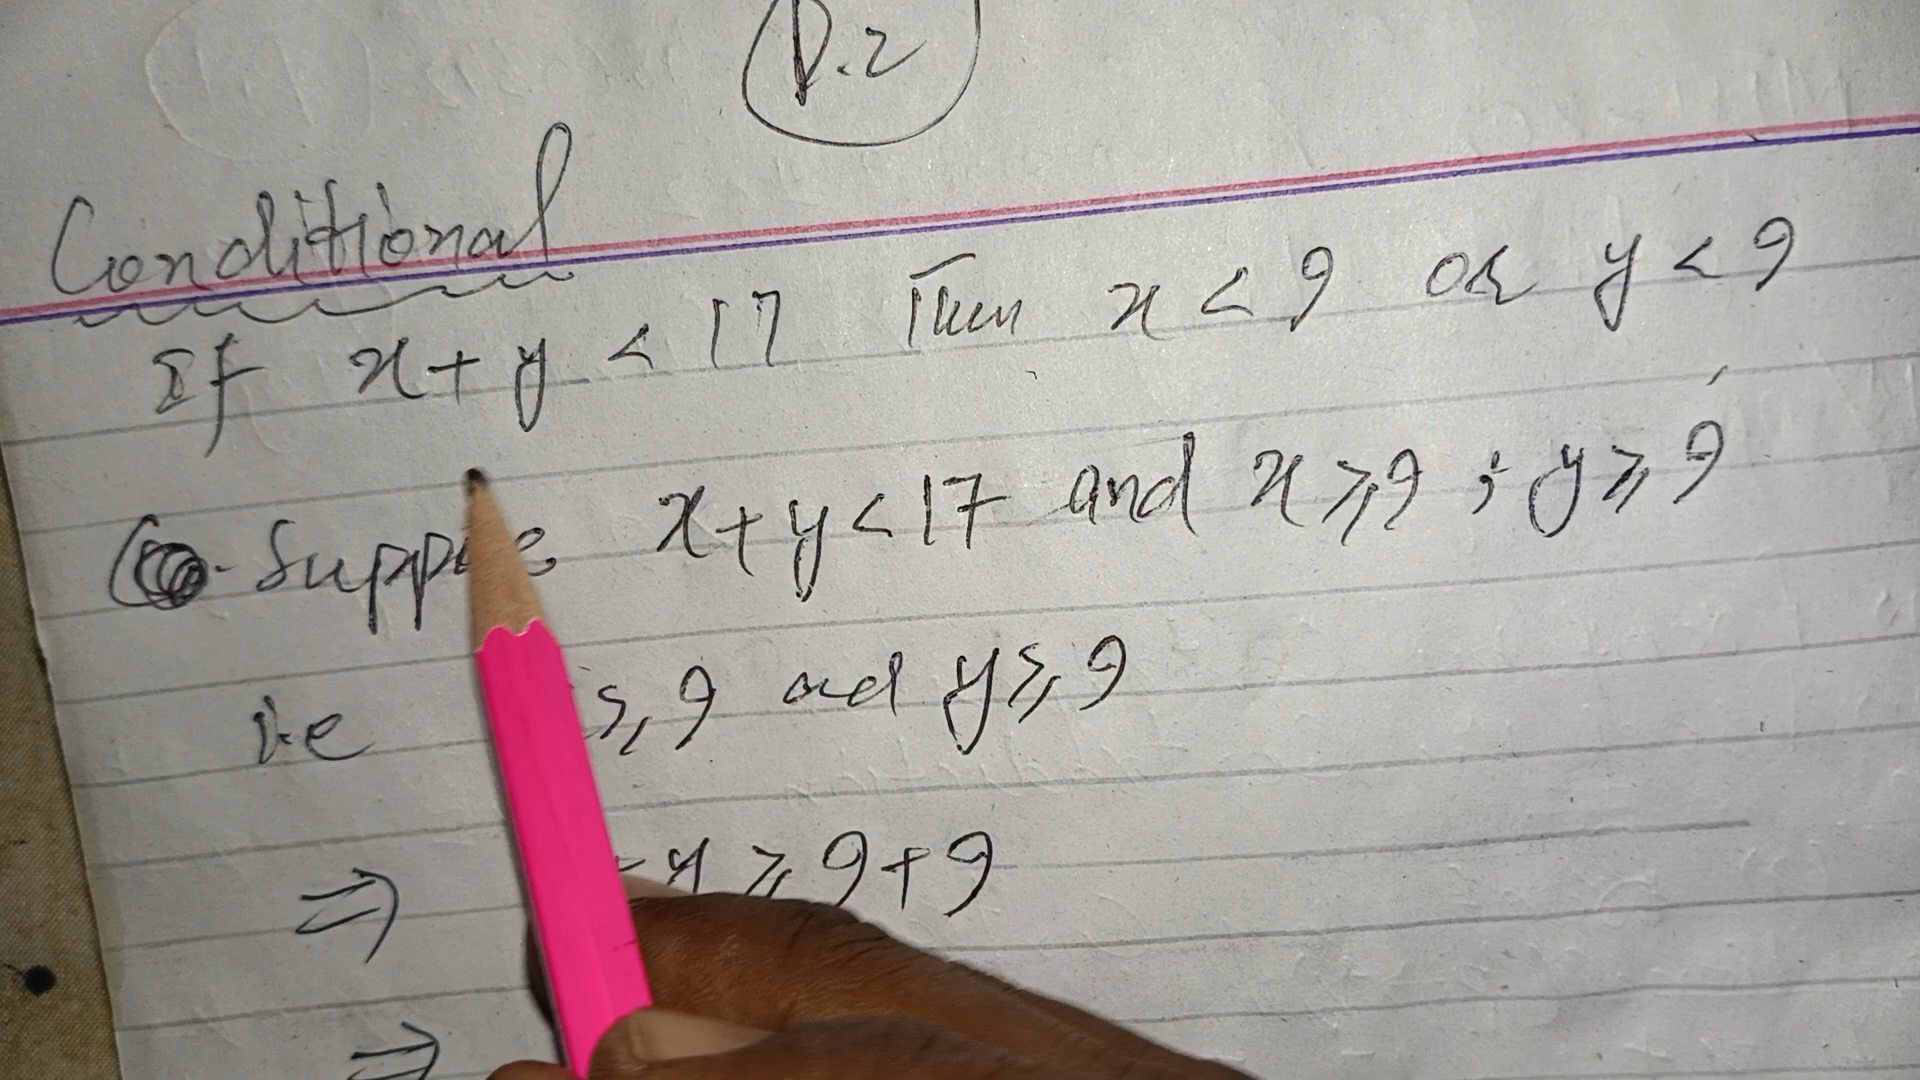 P.2
Conditional
If x + y < 17 Then x < 9 or y < 9
Suppose x + y < 17 and x ⩾ 9 ; y ⩾ 9
i.e ⩾ 9 and y ⩾ 9
⇒ y ⩾ 9 + 9
⇒